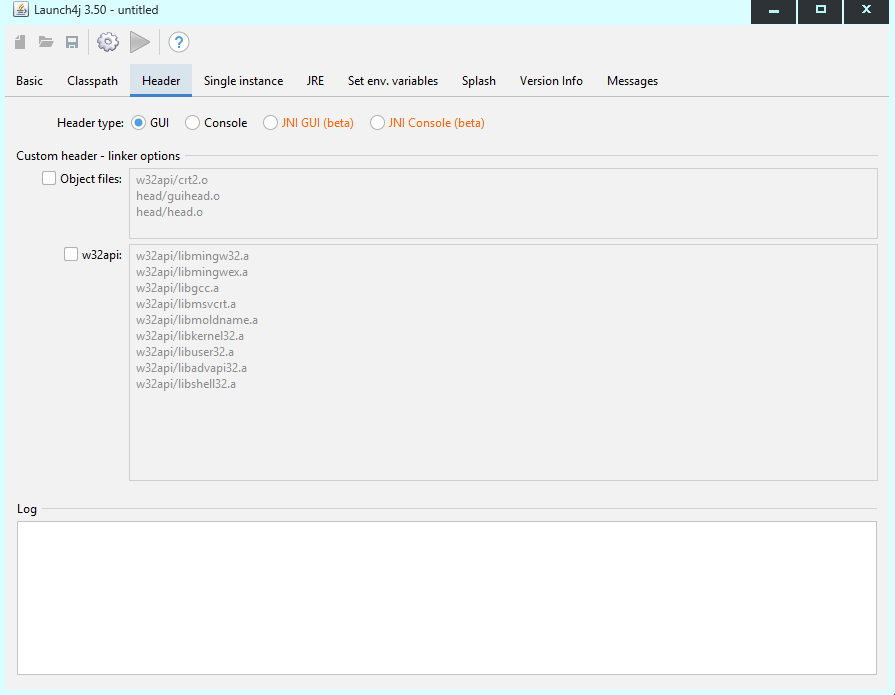 Launch4j 3.50 - untitled
Basic Classpath Header Single instance JRE Set env. variables Splash Version Info Messages
Header type: GUI Console JNI GUI (beta) JNI Console (beta)
Custom header - linker options
Object files:
w32api/crt2.o
head/guihead.o
head/head.o
w32api:
w32api/libmingw32.a
w32api/libmingwex.a
w32api/libgcc.a
w32api/libmsvcrt.a
w32api/libmoldname.a
w32api/libkernel32.a
w32api/libuser32.a
w32api/libadvapi32.a
w32api/libshell32.a
Log